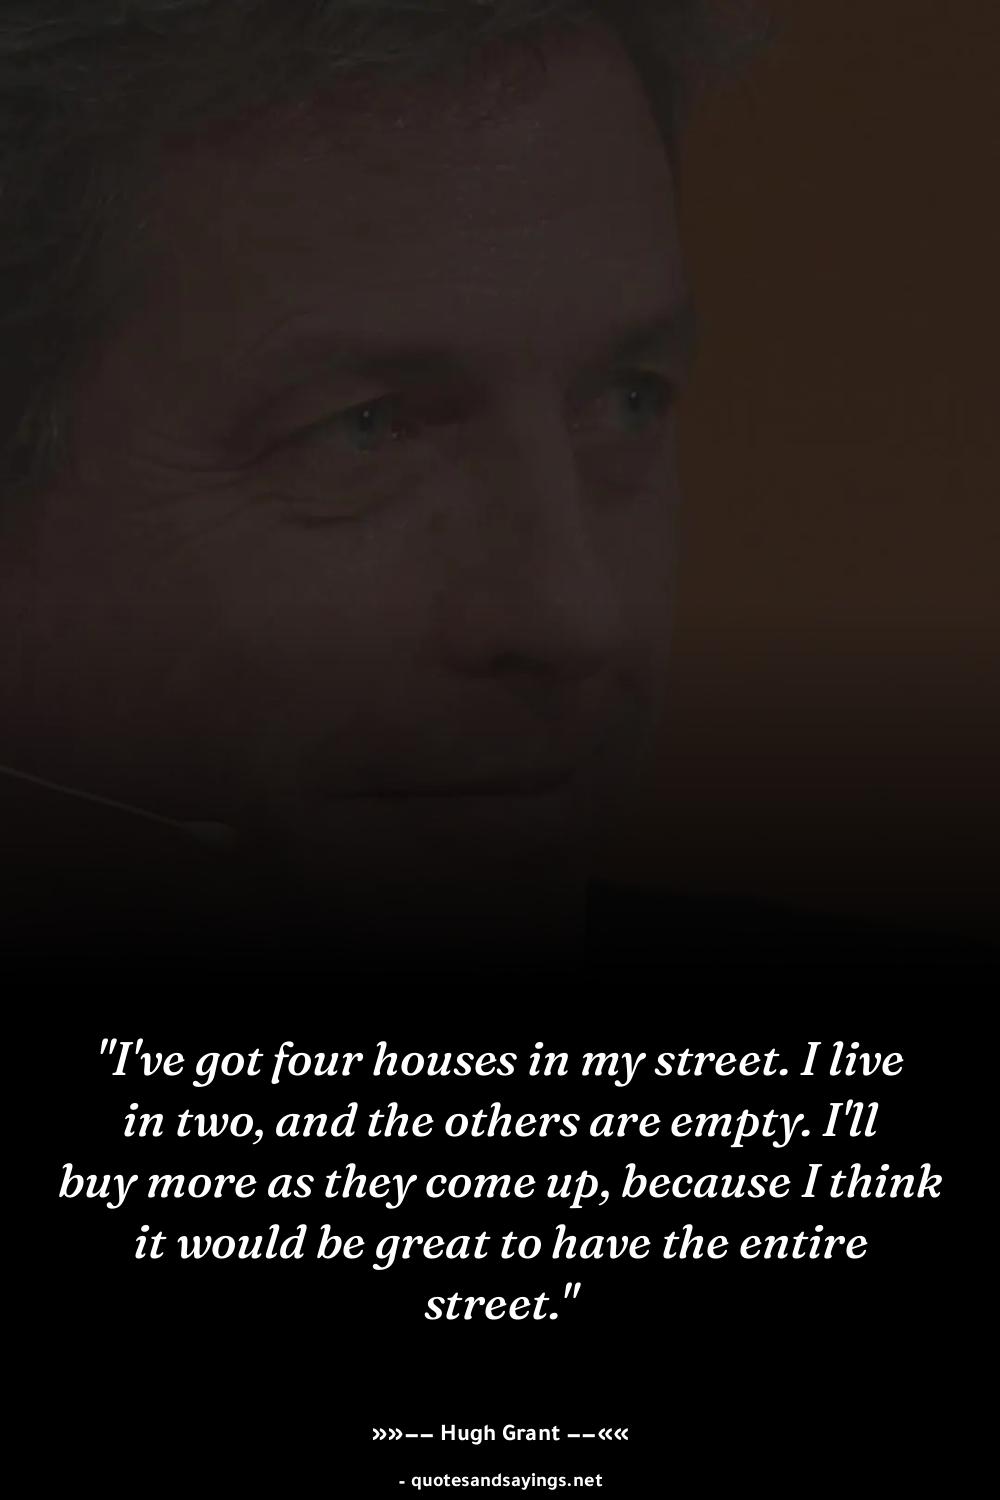 "I've got four houses in my street. I live
in two, and the others are empty. I'll
buy more as they come up, because I think
it would be great to have the entire
street."
»»–– Hugh Grant ––««
- quotesandsayings.net